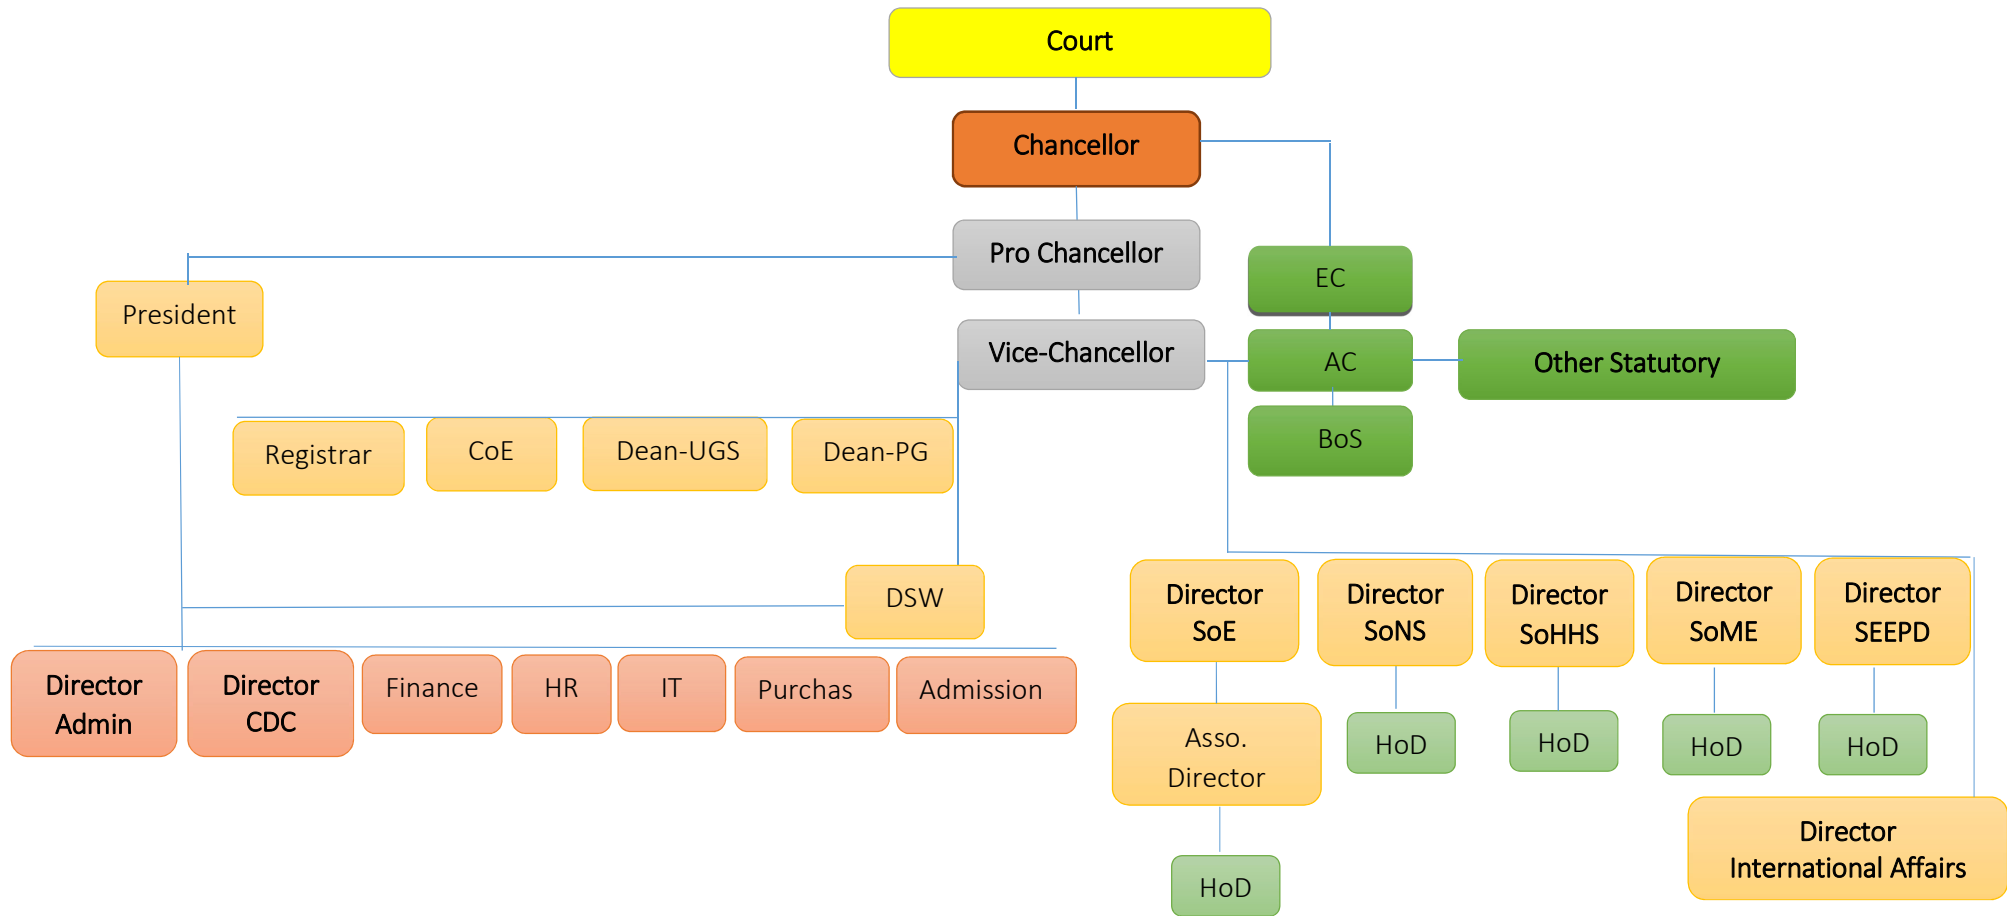 Court
Chancellor
Pro Chancellor
EC
President
Vice-Chancellor
AC
Other Statutory
BoS
Registrar
CoE
Dean-UGS
Dean-PG
DSW
Director
SoE
Director
SoNS
Director
SoHHS
Director
SoME
Director
SEEPD
Director
Admin
Director
CDC
Finance
HR
IT
Purchas
Admission
Asso.
Director
HoD
HoD
HoD
HoD
HoD
Director
International Affairs